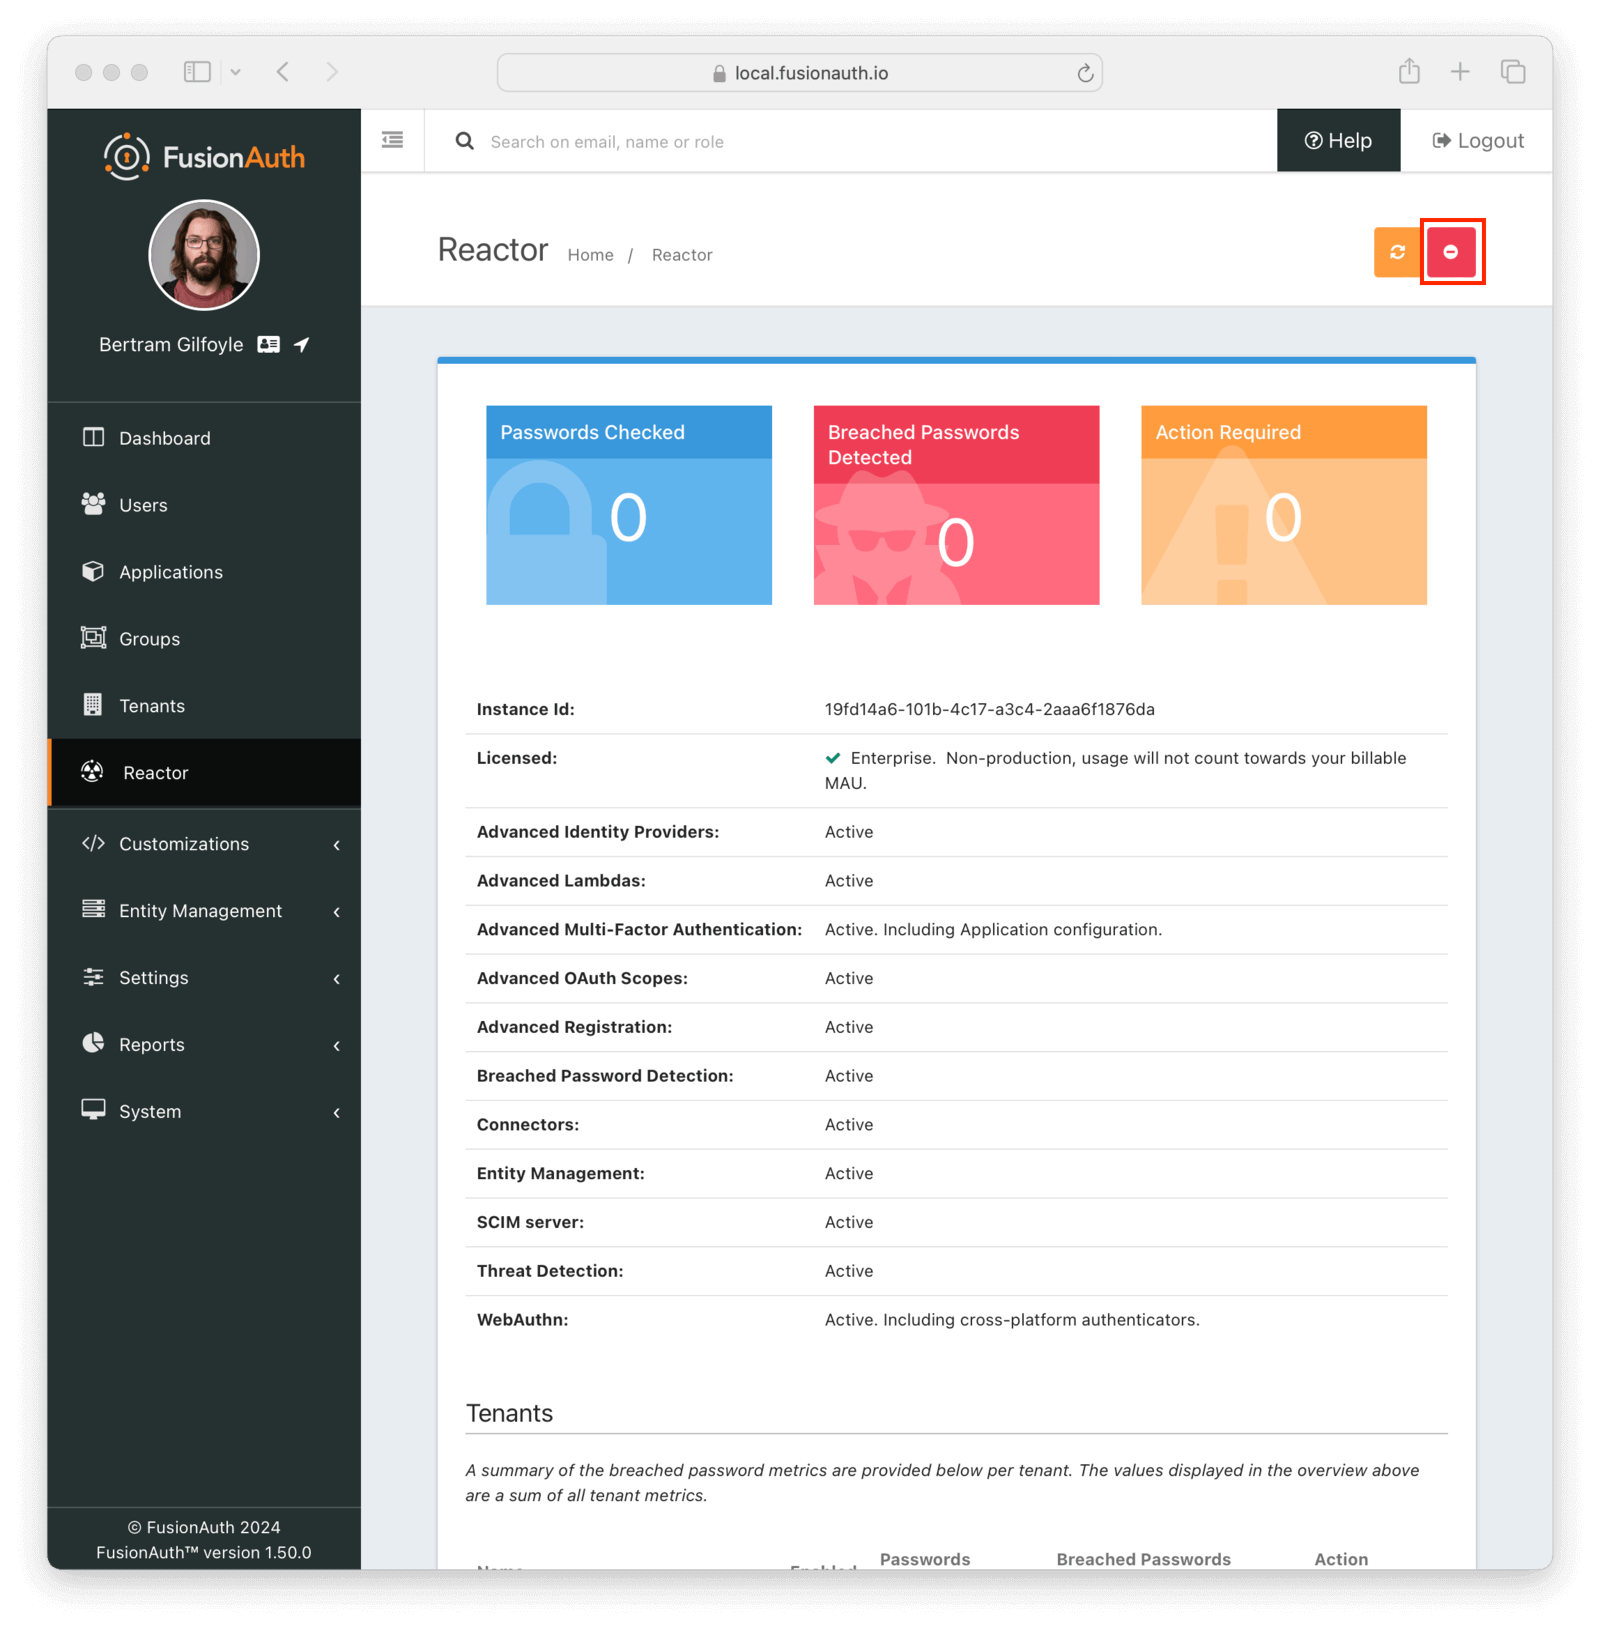 local.fusionauth.io
FusionAuth
Search on email, name or role
Help
Logout
Bertram Gilfoyle
Dashboard
Users
Applications
Groups
Tenants
Reactor
Customizations
Entity Management
Settings
Reports
System
© FusionAuth 2024
FusionAuth™ version 1.50.0
Reactor
Home / Reactor
Passwords Checked
0
Breached Passwords
Detected
0
Action Required
0
Instance Id: 19fd14a6-101b-4c17-a3c4-2aaa6f1876da
Licensed: Enterprise. Non-production, usage will not count towards your billable
MAU.
Advanced Identity Providers: Active
Advanced Lambdas: Active
Advanced Multi-Factor Authentication: Active. Including Application configuration.
Advanced OAuth Scopes: Active
Advanced Registration: Active
Breached Password Detection: Active
Connectors: Active
Entity Management: Active
SCIM server: Active
Threat Detection: Active
WebAuthn: Active. Including cross-platform authenticators.
Tenants
A summary of the breached password metrics are provided below per tenant. The values displayed in the overview above
are a sum of all tenant metrics.
Passwords Breached Passwords Action